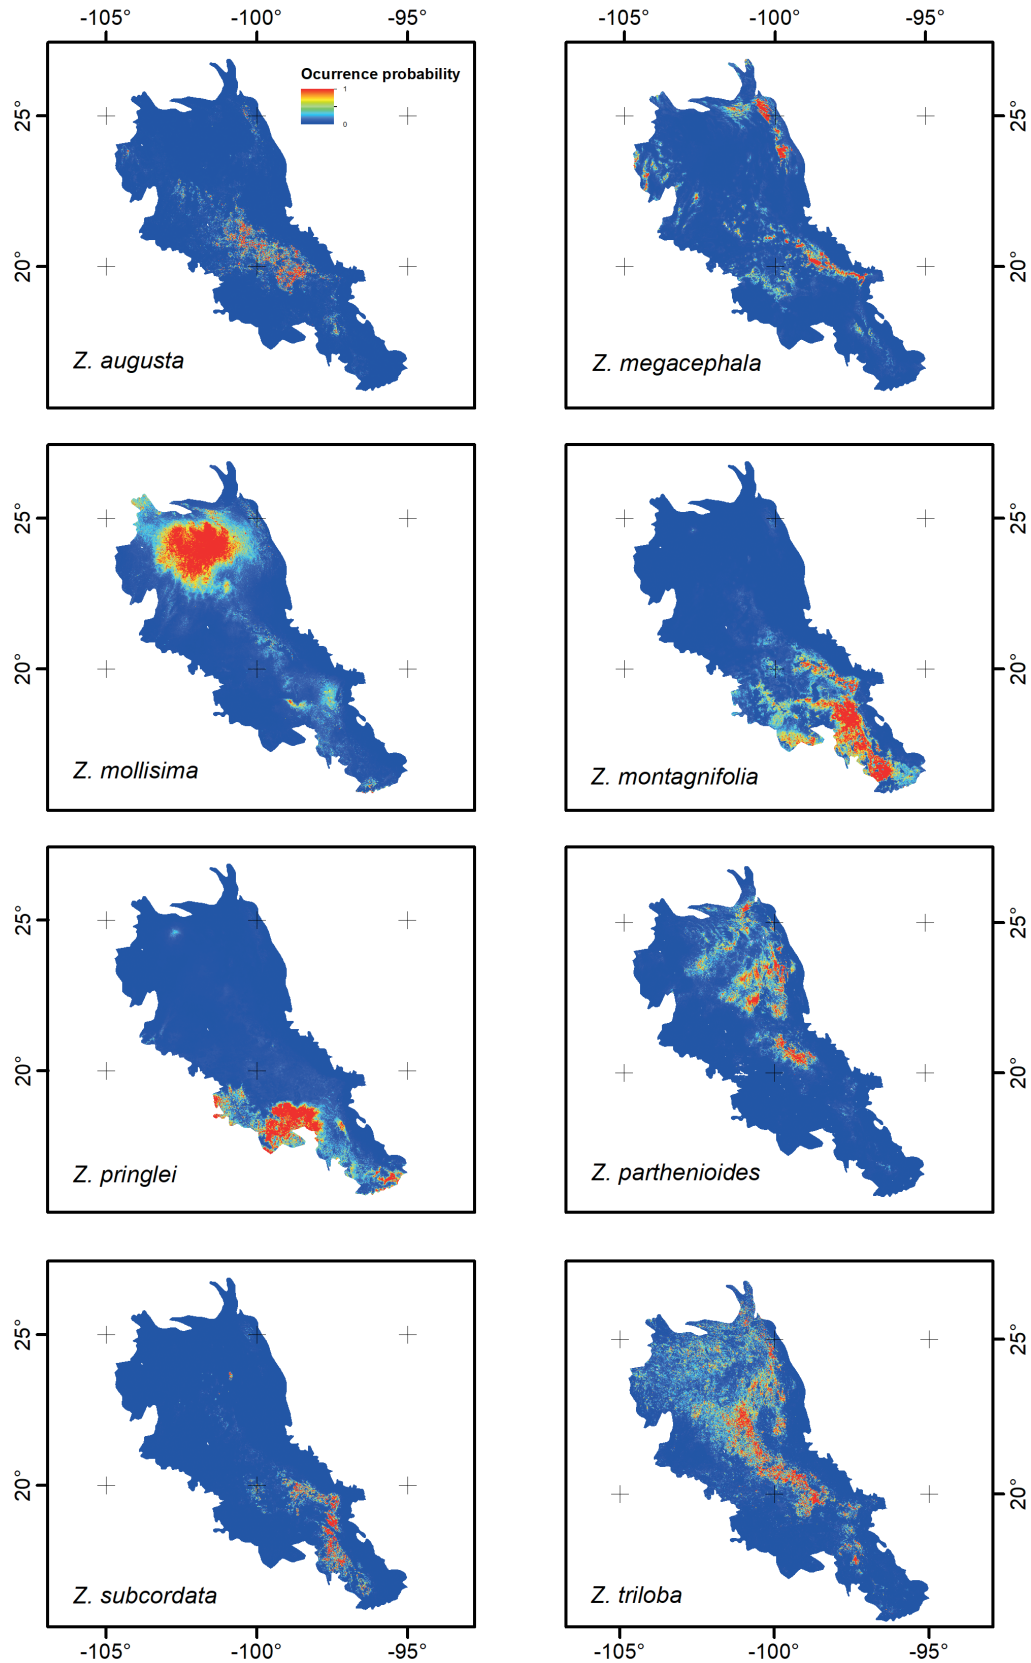 -105° -100° -95° -105° -100° -95°
Ocurrence probability
1
0
25° 25°
20° 20°
Z. augusta Z. megacephala
25° 25°
20° 20°
Z. mollisima Z. montagnifolia
25° 25°
20° 20°
Z. pringlei Z. parthenioides
25° 25°
20° 20°
Z. subcordata Z. triloba
-105° -100° -95° -105° -100° -95°